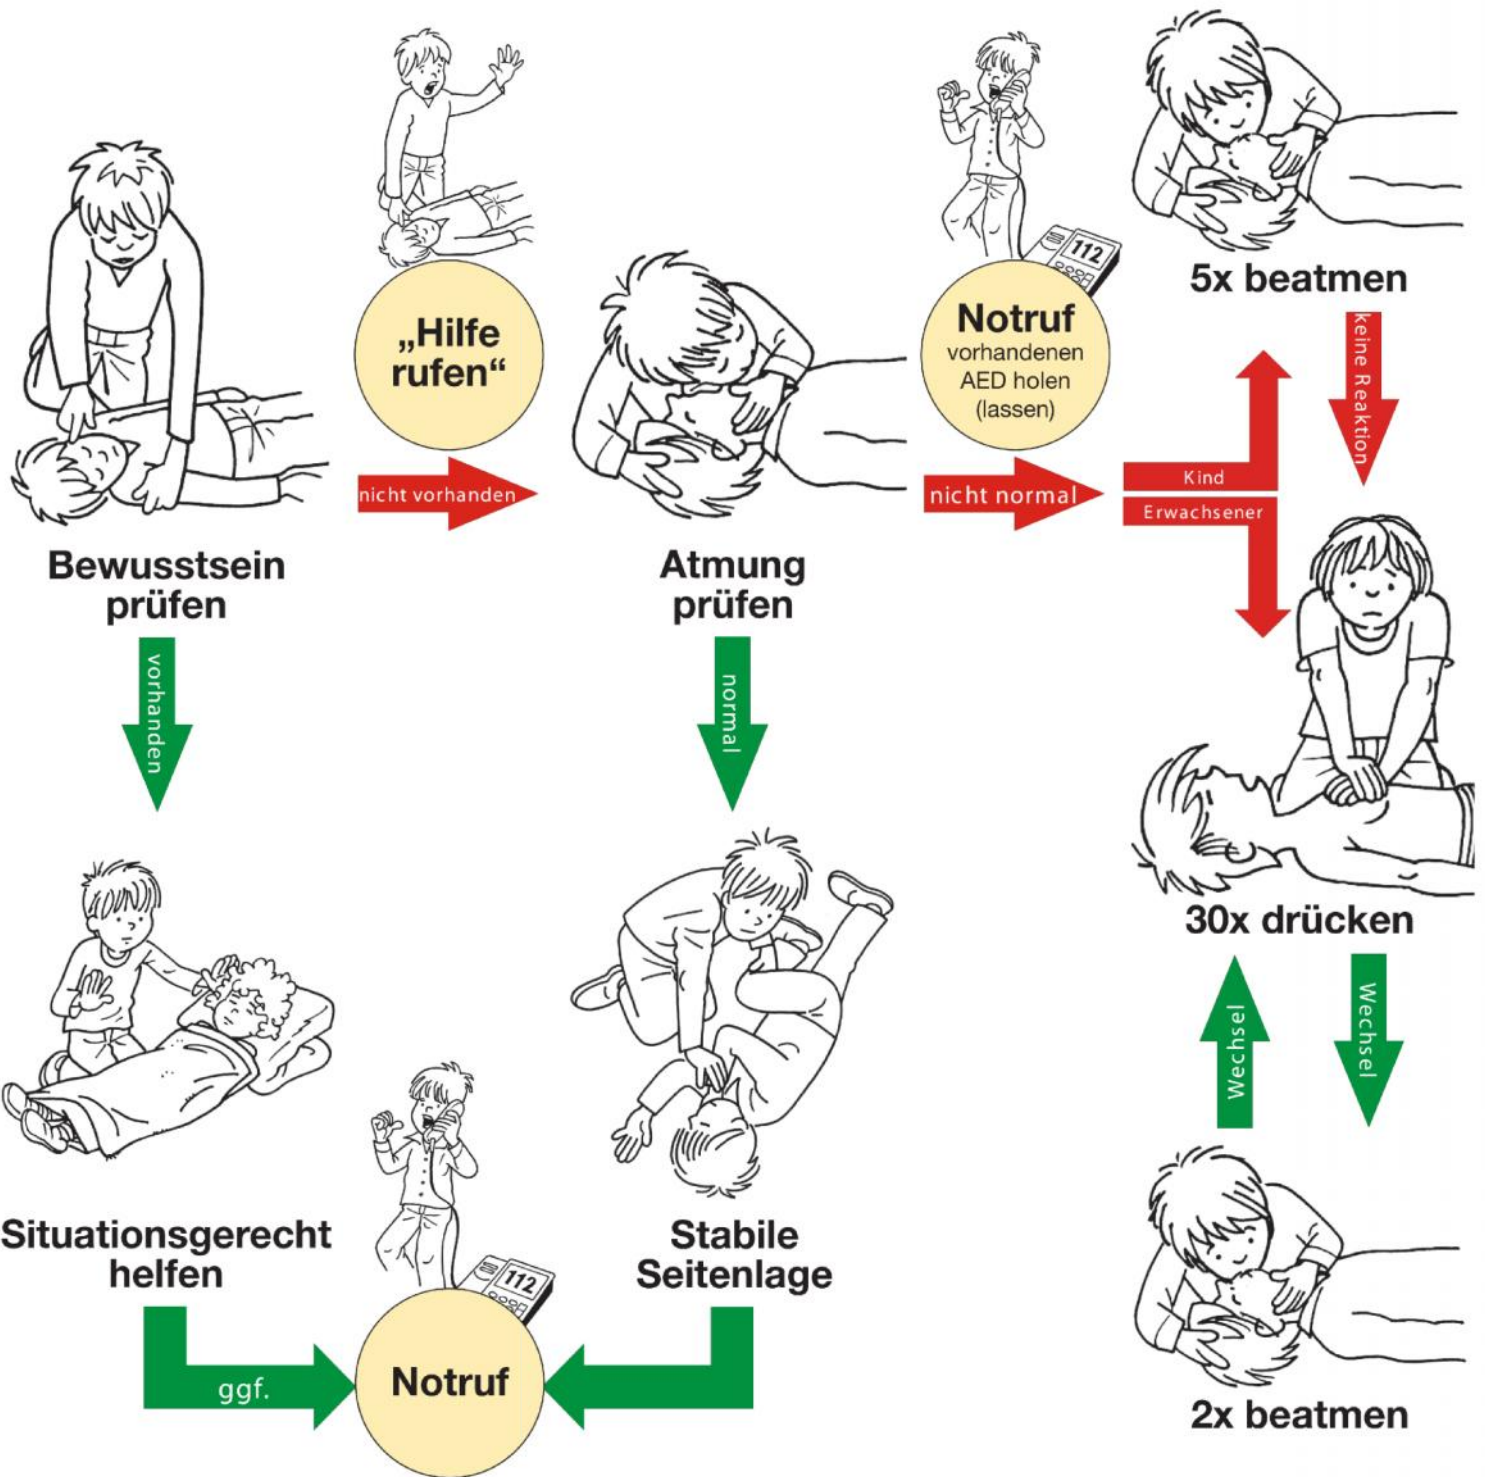 112
5x beatmen
„Hilfe
rufen“
Notruf
vorhandenen
AED holen
(lassen)
keine Reaktion
nicht vorhanden
nicht normal
Kind
Erwachsener
Bewusstsein
prüfen
Atmung
prüfen
vorhanden
normal
30x drücken
Wechsel
Wechsel
Situationsgerecht
helfen
Stabile
Seitenlage
112
ggf.
Notruf
2x beatmen